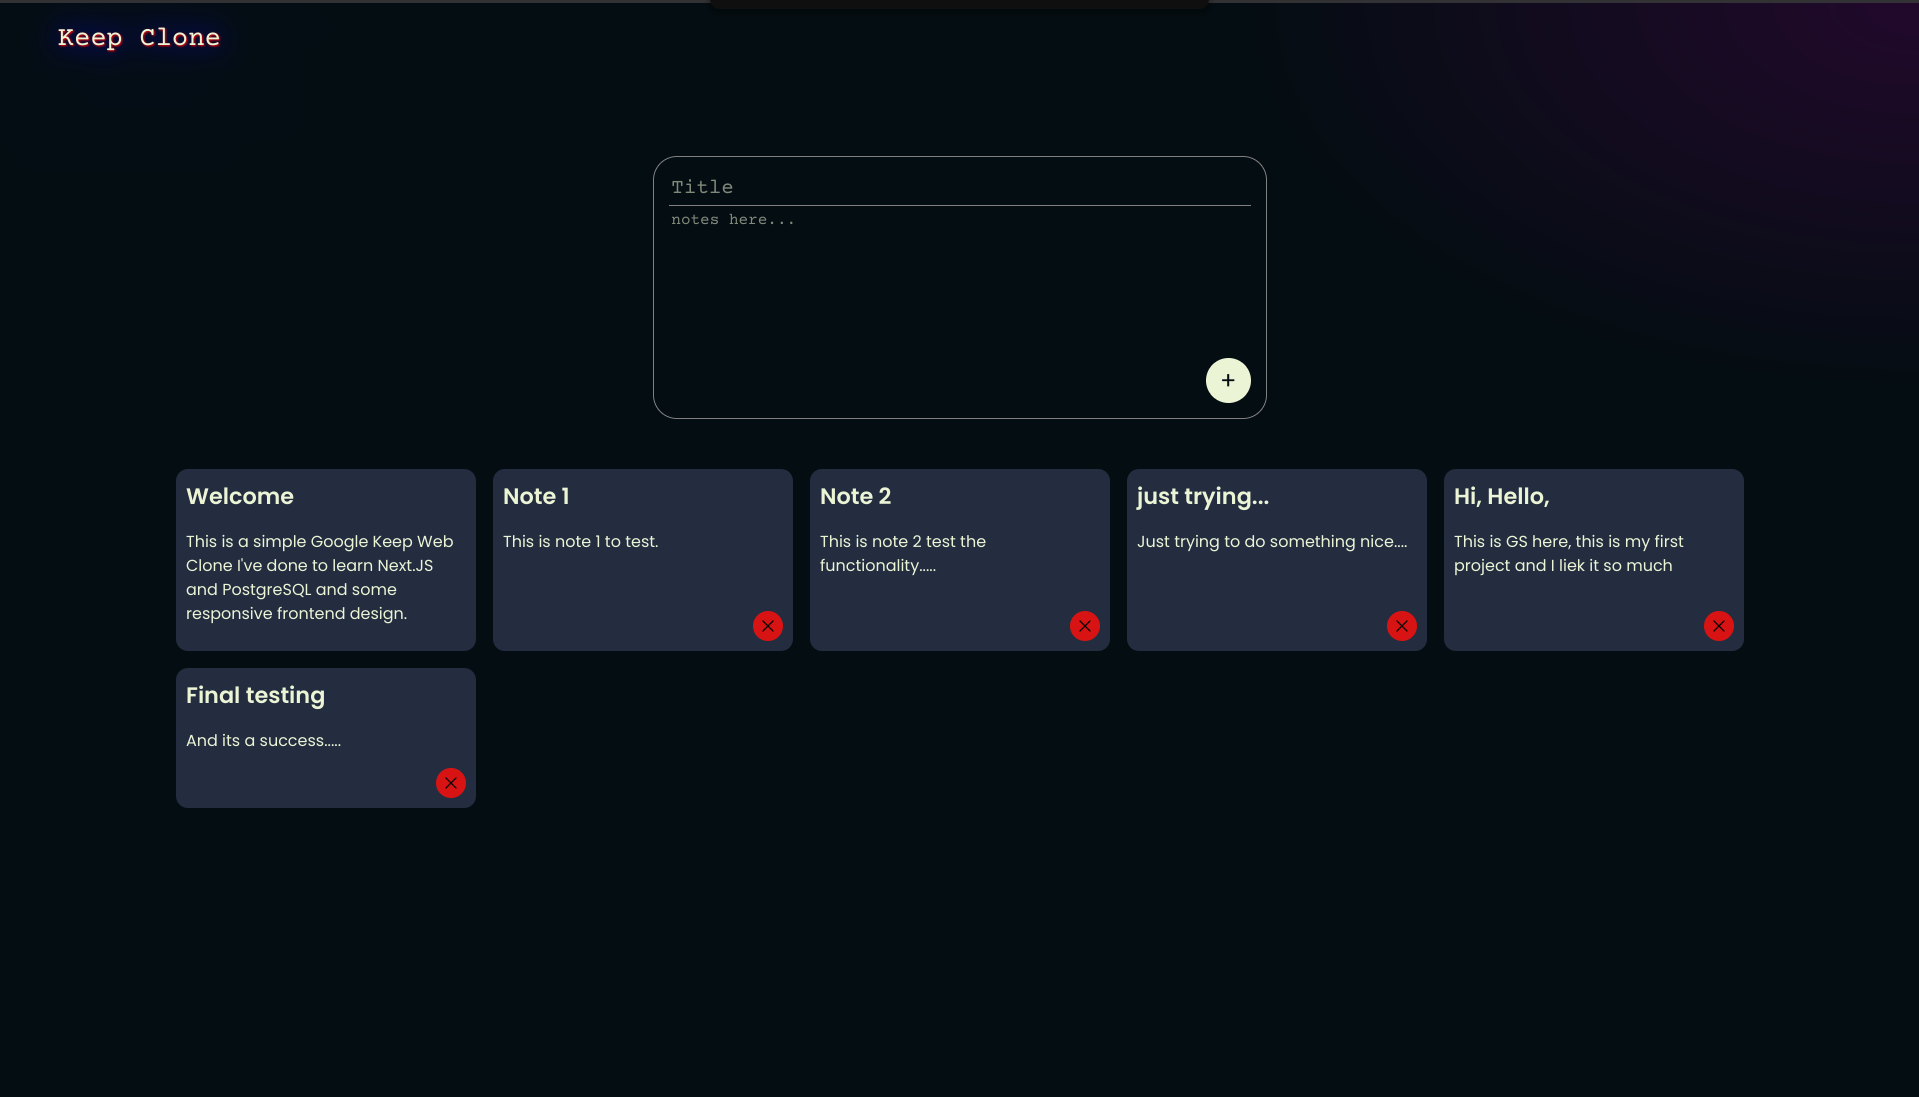 Keep Clone
Title
notes here...
+
Welcome
This is a simple Google Keep Web
Clone I've done to learn Next.JS
and PostgreSQL and some
responsive frontend design.
Note 1
This is note 1 to test.
Note 2
This is note 2 test the
functionality.....
just trying...
Just trying to do something nice....
Hi, Hello,
This is GS here, this is my first
project and I liek it so much
Final testing
And its a success.....